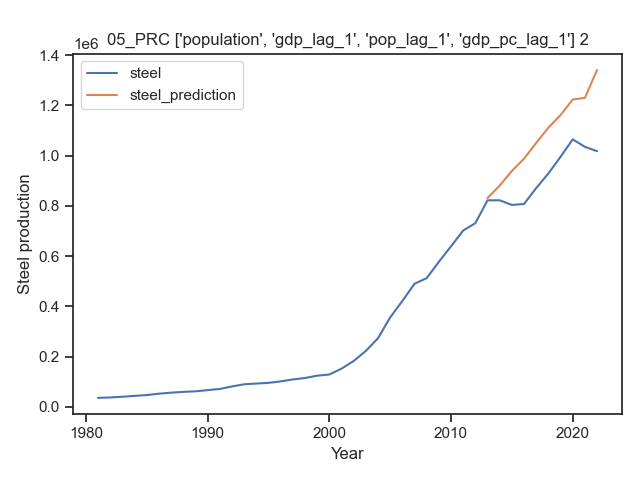 05_PRC ['population', 'gdp_lag_1', 'pop_lag_1', 'gdp_pc_lag_1'] 2
1e6
steel
steel_prediction
1.4
1.2
1.0
0.8
0.6
0.4
0.2
0.0
Steel production
1980
1990
2000
2010
2020
Year